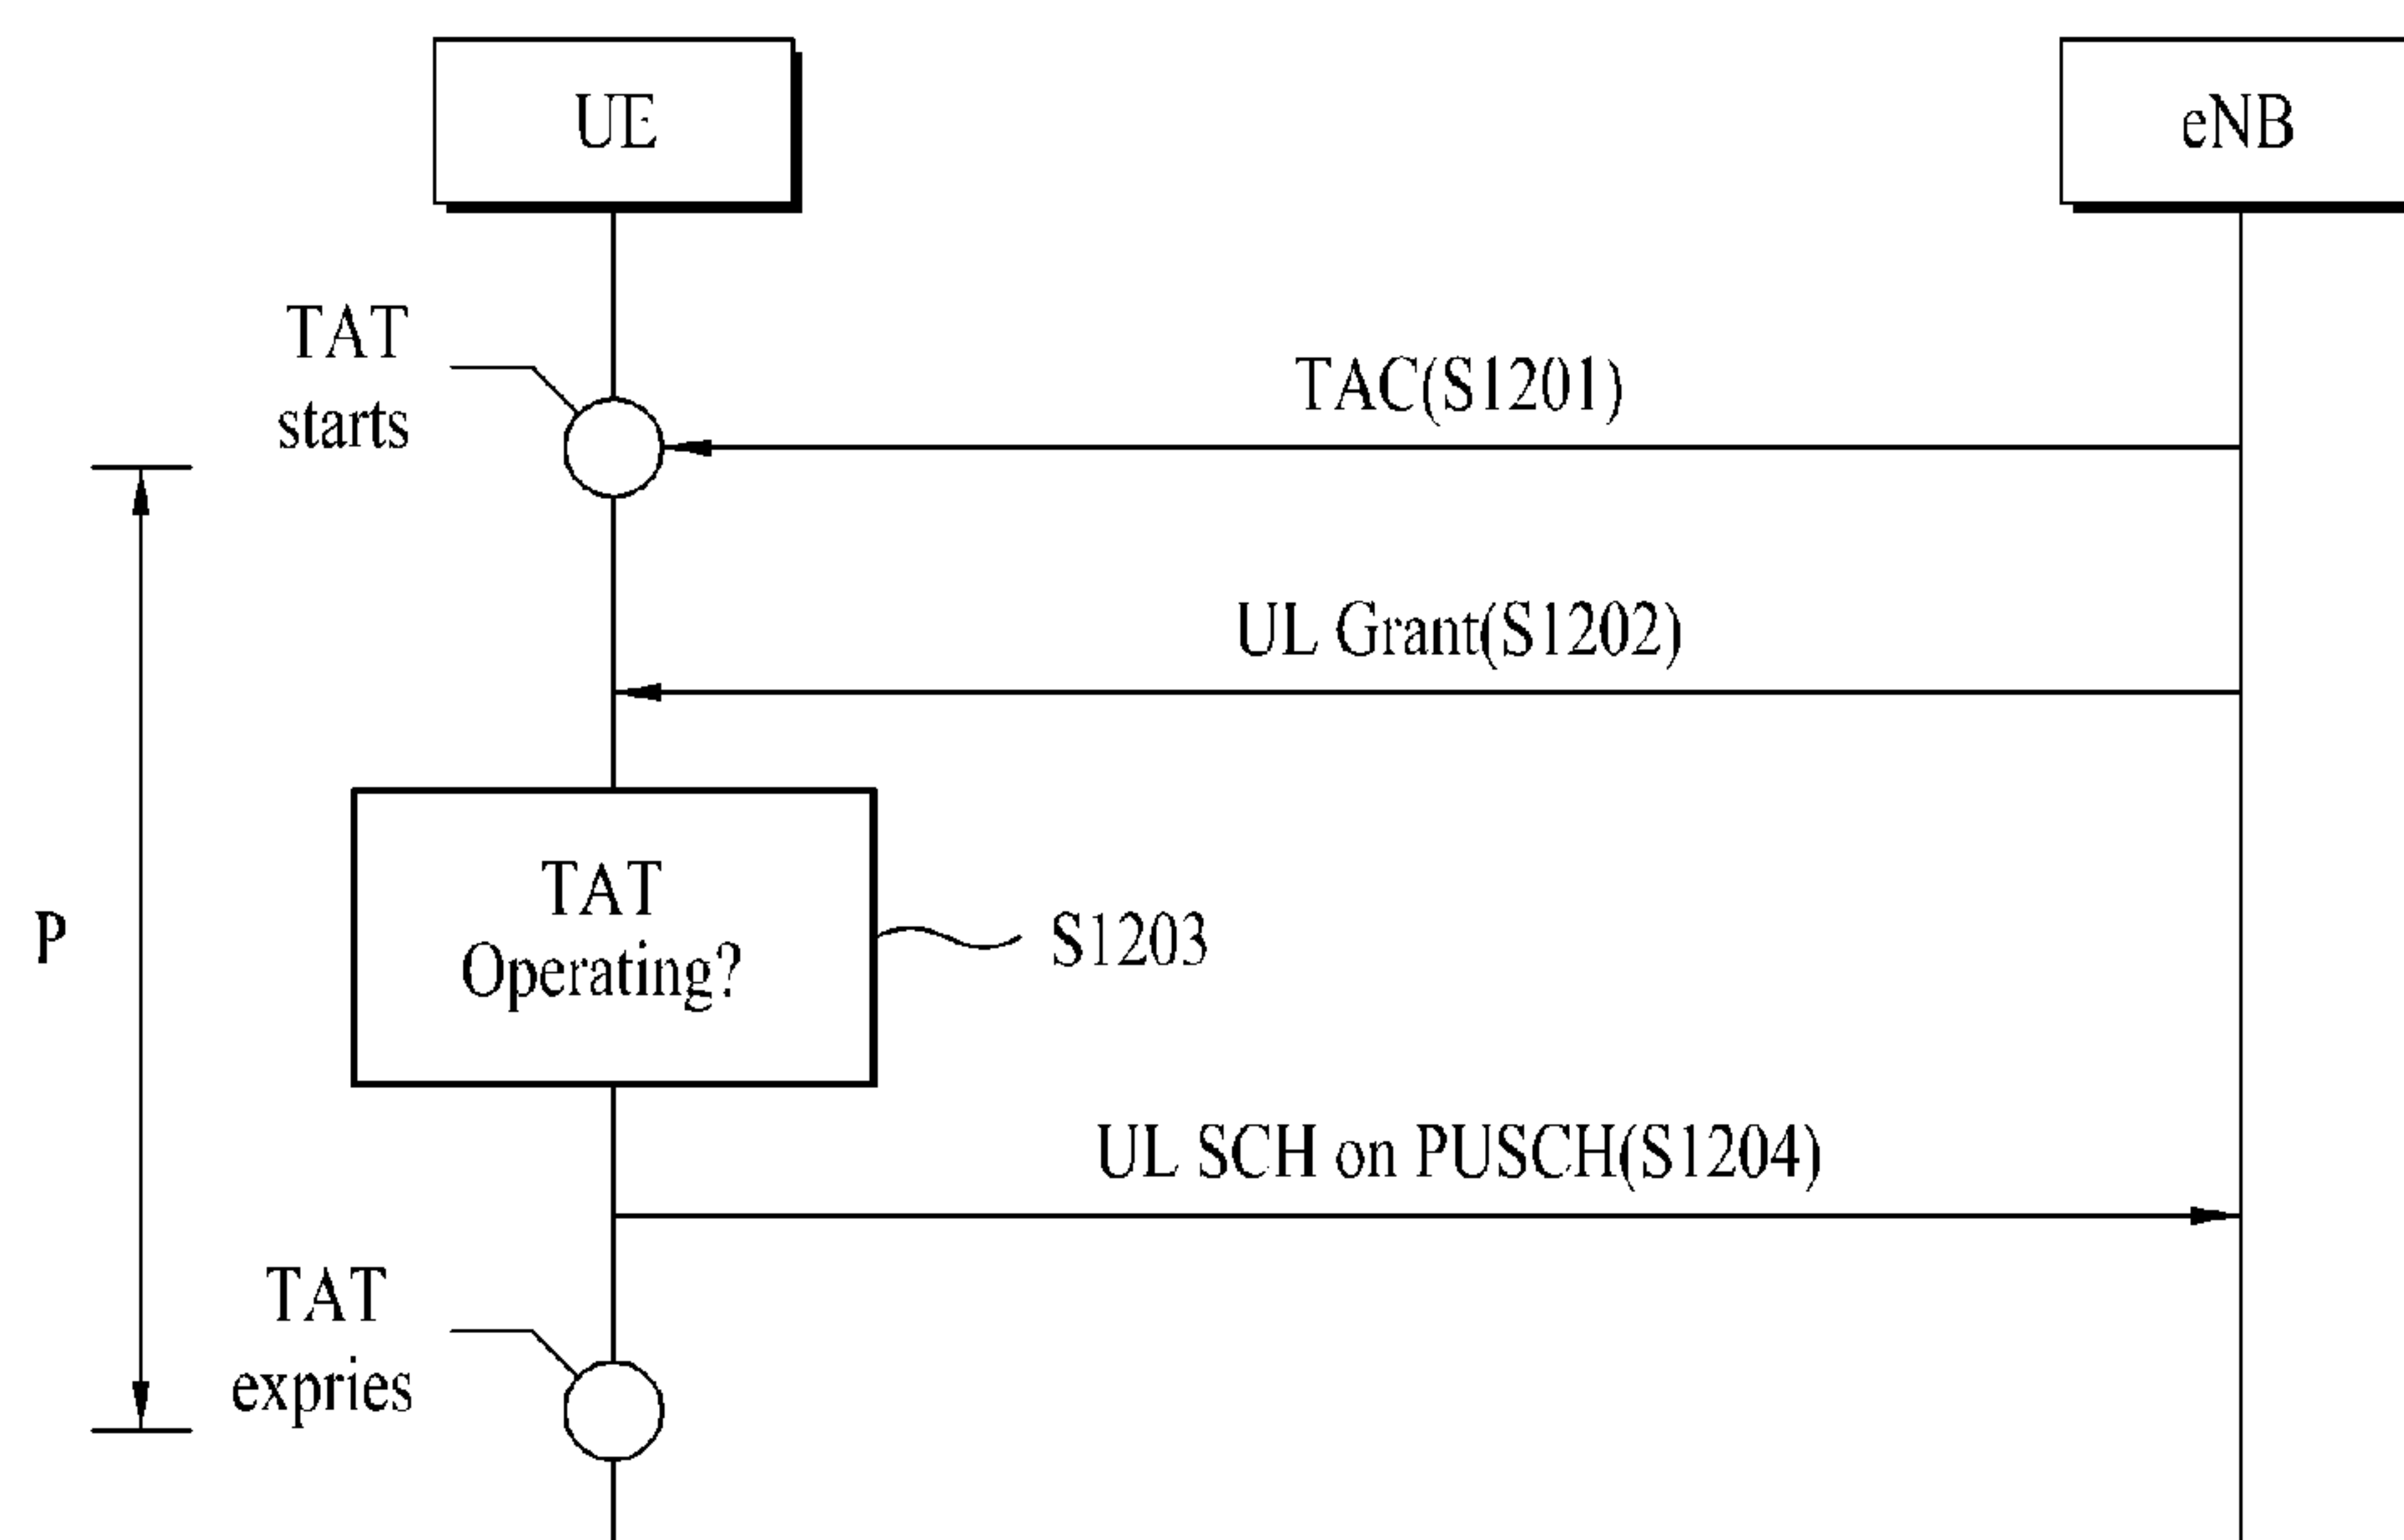 UE
eNB
TAT
starts
TAC(S1201)
UL Grant(S1202)
TAT
Operating?
S1203
P
UL SCH on PUSCH(S1204)
TAT
expries